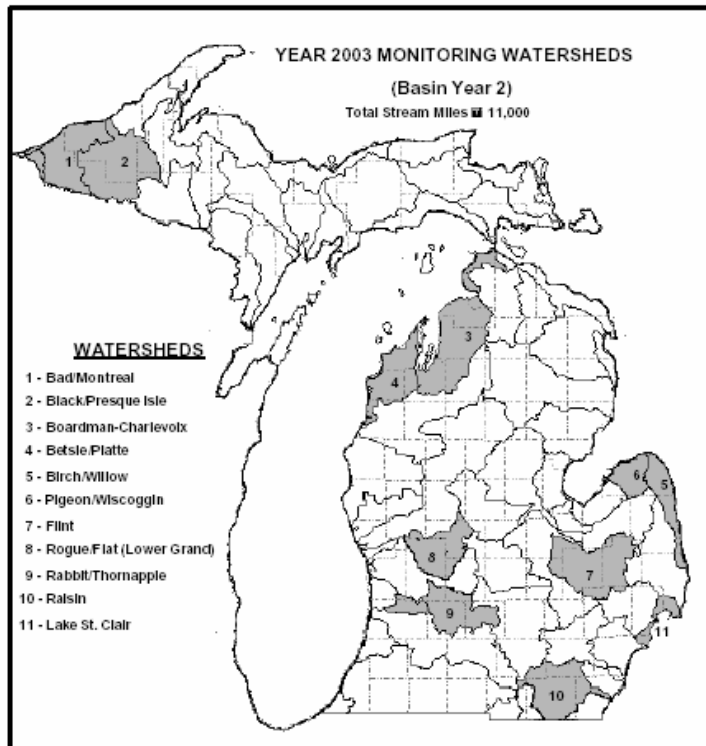 YEAR 2003 MONITORING WATERSHEDS
(Basin Year 2)
Total Stream Miles 11,000
1
2
3
4
WATERSHEDS
1 - Bad/Montreal
2 - Black/Presque Isle
3 - Boardman-Charlevoix
4 - Betsie/Platte
5 - Birch/Willow
6 - Pigeon/Wiscoggin
7 - Flint
8 - Rogue/Flat (Lower Grand)
9 - Rabbit/Thornapple
10 - Raisin
11 - Lake St. Clair
6
5
8
7
9
11
10